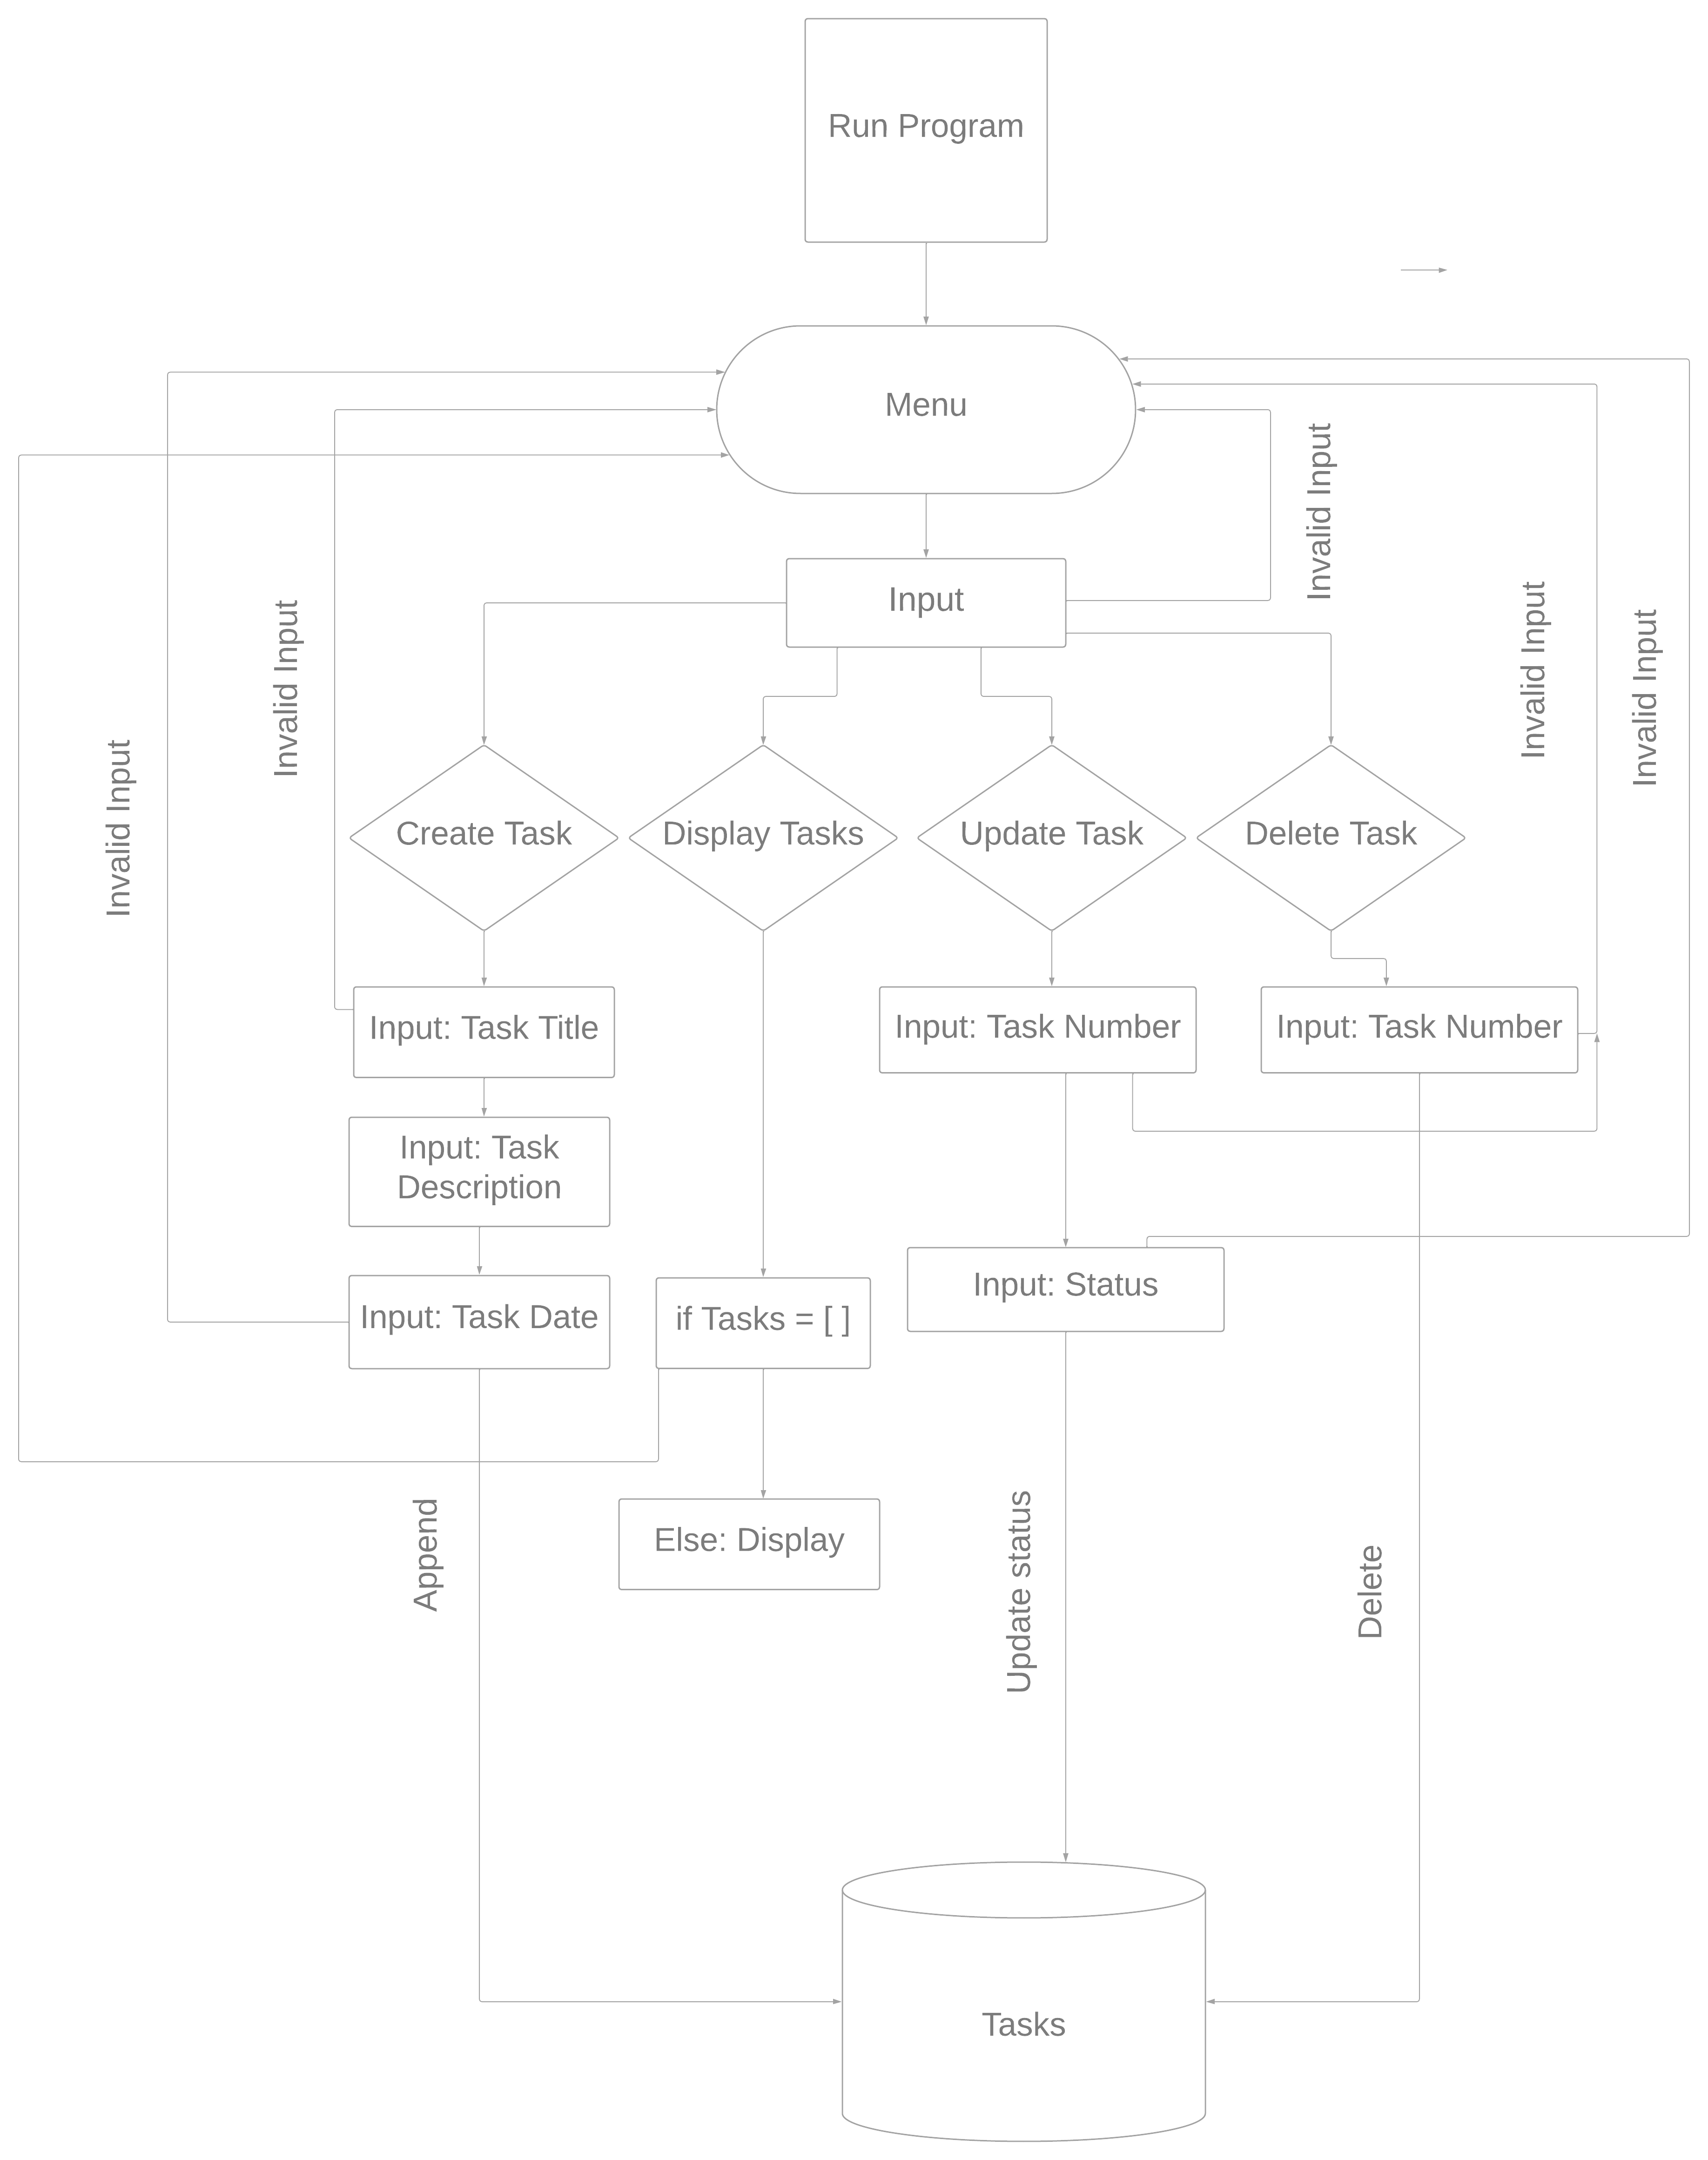 Run Program
Menu
Invalid Input
Input
Invalid Input
Invalid Input
Invalid Input
Invalid Input
Create Task
Display Tasks
Update Task
Delete Task
Input: Task Title
Input: Task Number
Input: Task Number
Input: Task
Description
Input: Task Date
if Tasks = [ ]
Input: Status
Append
Else: Display
Update status
Delete
Tasks